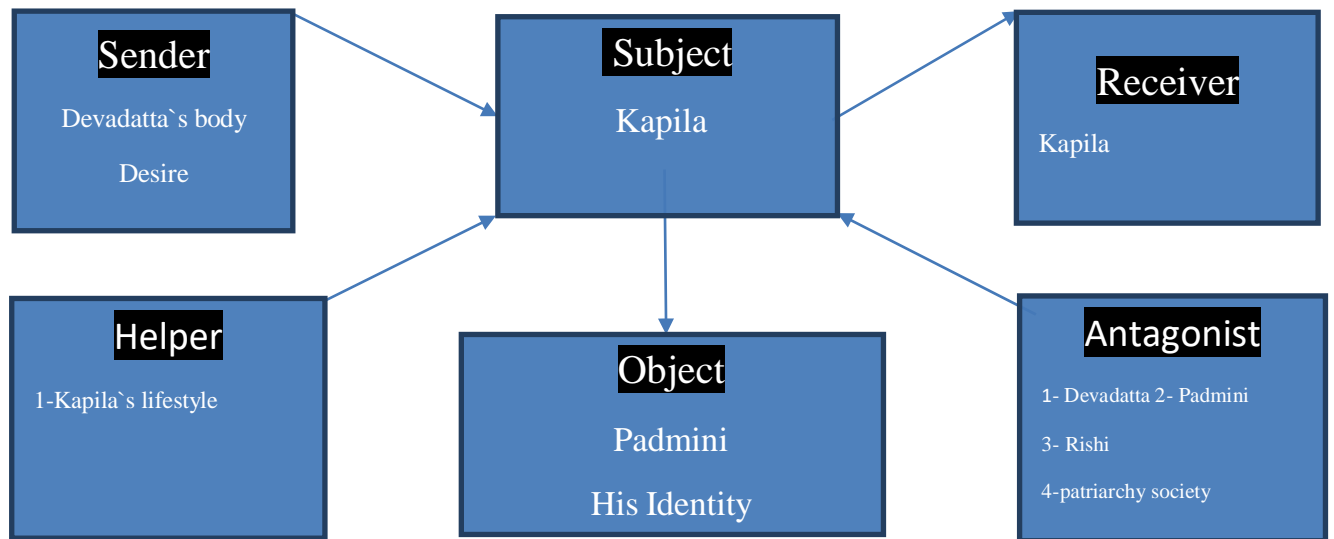 Sender
Devadatta`s body
Desire
Subject
Kapila
Receiver
Kapila
Helper
1-Kapila`s lifestyle
Object
Padmini
His Identity
Antagonist
1- Devadatta 2- Padmini
3- Rishi
4-patriarchy society